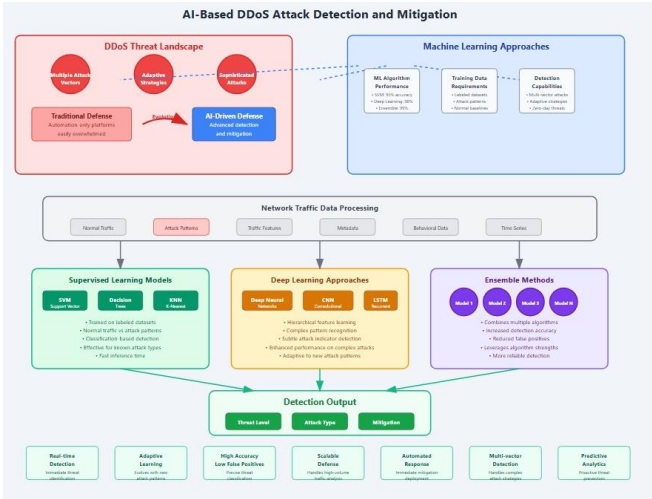 AI-Based DDoS Attack Detection and Mitigation
DDoS Threat Landscape
Multiple Attack
Vectors
Adaptive
Strategies
Sophisticated
Attacks
Traditional Defense
Automation-only platforms
easily overwhelmed
Evolution
AI-Driven Defense
Advanced detection
and mitigation
Machine Learning Approaches
ML Algorithm
Performance
Training Data
Requirements
• Labeled datasets
• Attack patterns
• Normal baselines
Detection
Capabilities
• Multi-vector attacks
• Adaptive strategies
• Zero-day threats
Network Traffic Data Processing
Normal Traffic
Attack Patterns
Traffic Features
Metadata
Behavioral Data
Time Series
Supervised Learning Models
SVM
Support Vector
Decision
Trees
KNN
K-Nearest
• Trained on labeled datasets
• Normal traffic vs attack patterns
• Classification-based detection
• Effective for known attack types
• Fast inference time
Deep Learning Approaches
Deep Neural
Networks
CNN
Convolutional
LSTM
Recurrent
• Hierarchical feature learning
• Complex pattern recognition
• Subtle attack indicator detection
• Enhanced performance on complex attacks
• Adaptive to new attack patterns
Ensemble Methods
Model 1
Model 2
Model 3
Model N
• Combines multiple algorithms
• Increased detection accuracy
• Reduced false positives
• Leverages algorithm strengths
• More reliable detection
Detection Output
Threat Level
Attack Type
Mitigation
Real-time
Detection
Immediate threat
identification
Adaptive
Learning
Evolves with new
attack patterns
High Accuracy
Low False Positives
Precise threat
classification
Scalable
Defense
Handles high-volume
traffic analysis
Automated
Response
Immediate mitigation
deployment
Multi-vector
Detection
Handles complex
attack strategies
Predictive
Analytics
Proactive threat
prevention